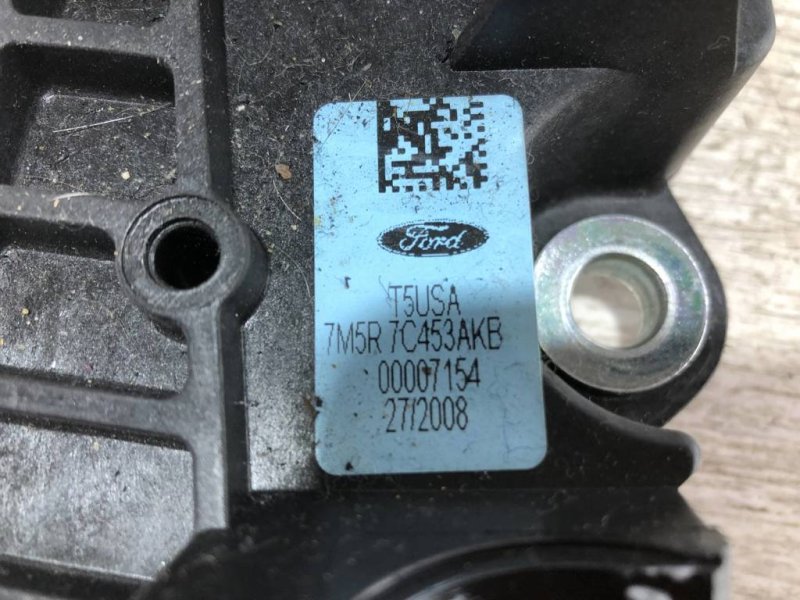 Ford
T5USA
7M5R 7C453AKB
00007154
27/2008